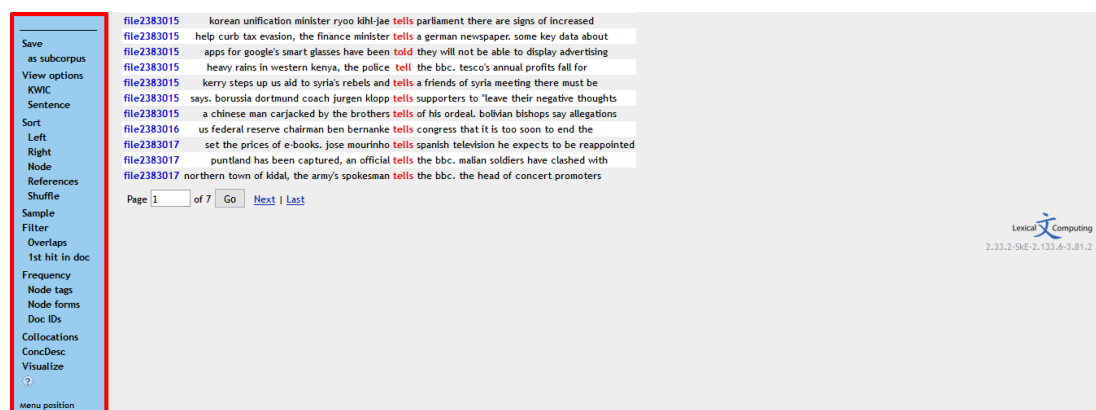 Save
as subcorpus
View options
KWIC
Sentence
Sort
Left
Right
Node
References
Shuffle
Sample
Filter
Overlaps
1st hit in doc
Frequency
Node tags
Node forms
Doc IDs
Collocations
ConcDesc
Visualize
?
Menu position
file2383015 korean unification minister ryoo kihl-jae tells parliament there are signs of increased
file2383015 help curb tax evasion, the finance minister tells a german newspaper. some key data about
file2383015 apps for google's smart glasses have been told they will not be able to display advertising
file2383015 heavy rains in western kenya, the police tell the bbc. tesco's annual profits fall for
file2383015 kerry steps up us aid to syria's rebels and tells a friends of syria meeting there must be
file2383015 says. borussia dortmund coach jurgen klopp tells supporters to "leave their negative thoughts
file2383015 a chinese man carjacked by the brothers tells of his ordeal. bolivian bishops say allegations
file2383016 us federal reserve chairman ben bernanke tells congress that it is too soon to end the
file2383017 set the prices of e-books. jose mourinho tells spanish television he expects to be reappointed
file2383017 puntland has been captured, an official tells the bbc. malian soldiers have clashed with
file2383017 northern town of kidal, the army's spokesman tells the bbc. the head of concert promoters
Page 1 of 7 Go Next | Last
Lexical 文 Computing
2.33.2-SkE-2.133.6-3.81.2